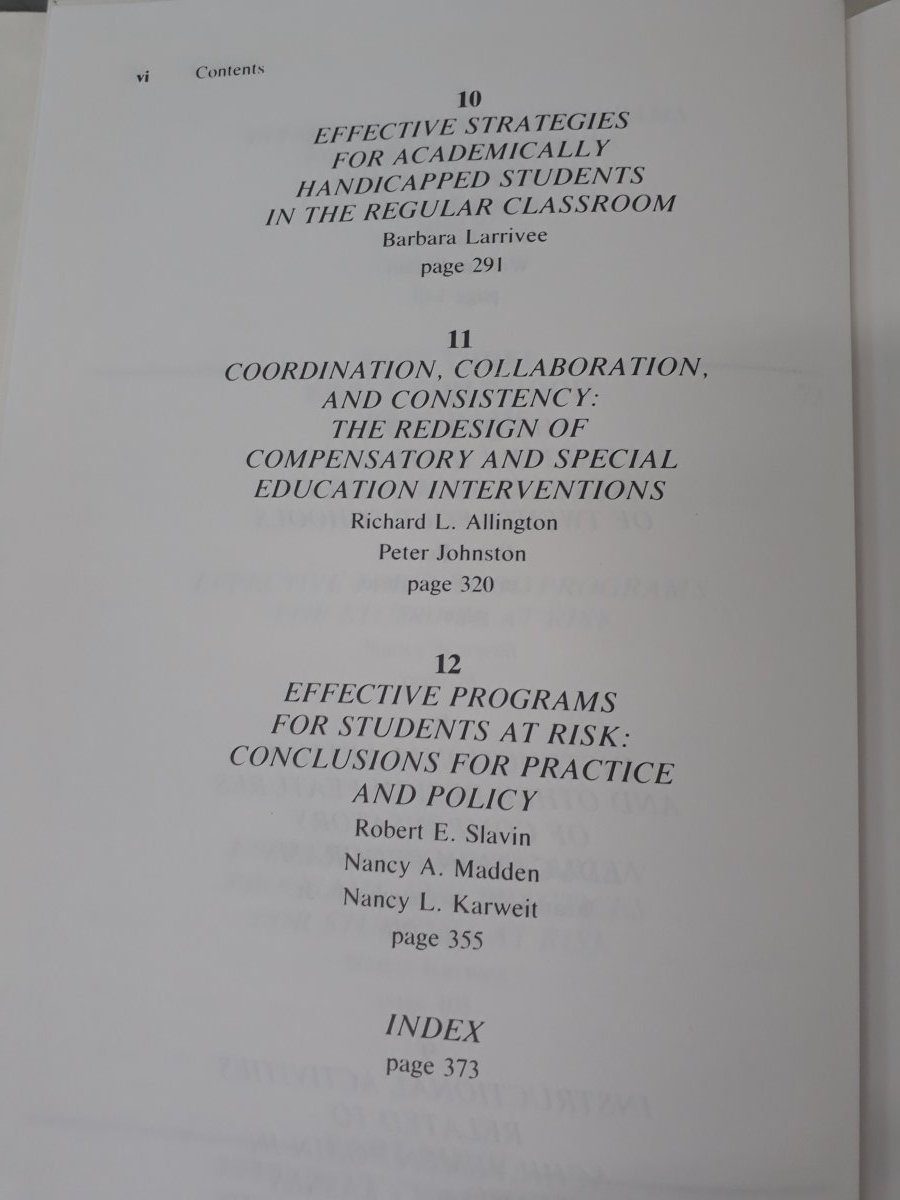 vi Contents
10
EFFECTIVE STRATEGIES
FOR ACADEMICALLY
HANDICAPPED STUDENTS
IN THE REGULAR CLASSROOM
Barbara Larrivee
page 291
11
COORDINATION, COLLABORATION,
AND CONSISTENCY:
THE REDESIGN OF
COMPENSATORY AND SPECIAL
EDUCATION INTERVENTIONS
Richard L. Allington
Peter Johnston
page 320
12
EFFECTIVE PROGRAMS
FOR STUDENTS AT RISK:
CONCLUSIONS FOR PRACTICE
AND POLICY
Robert E. Slavin
Nancy A. Madden
Nancy L. Karweit
page 355
INDEX
page 373